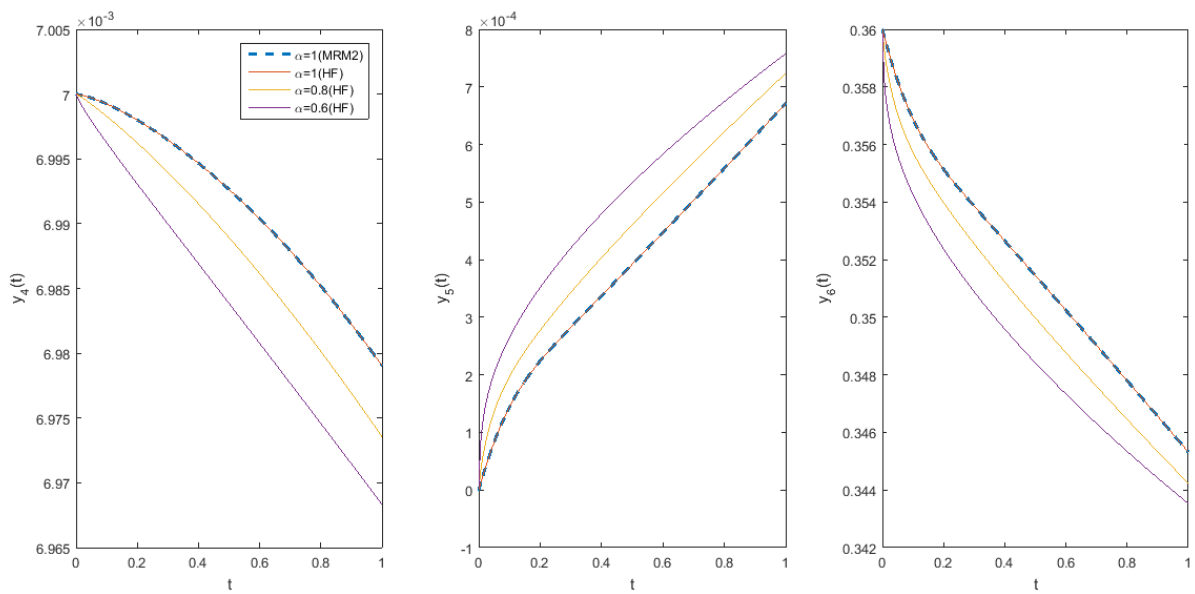 ×10⁻³
7.005
7
6.995
6.99
6.985
6.98
6.975
6.97
6.965
y₄(t)
0 0.2 0.4 0.6 0.8 1
t
α=1(MRM2)
α=1(HF)
α=0.8(HF)
α=0.6(HF)
×10⁻⁴
8
7
6
5
4
3
2
1
0
-1
y₅(t)
0 0.2 0.4 0.6 0.8 1
t
0.36
0.358
0.356
0.354
0.352
0.35
0.348
0.346
0.344
0.342
y₆(t)
0 0.2 0.4 0.6 0.8 1
t